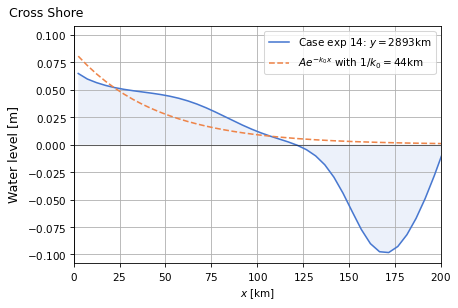 Cross Shore
0.100
0.075
0.050
0.025
0.000
−0.025
−0.050
−0.075
−0.100
Water level [m]
Case exp 14: y = 2893km
Ae^{−k₀x} with 1/k₀ = 44km
0 25 50 75 100 125 150 175 200
x [km]